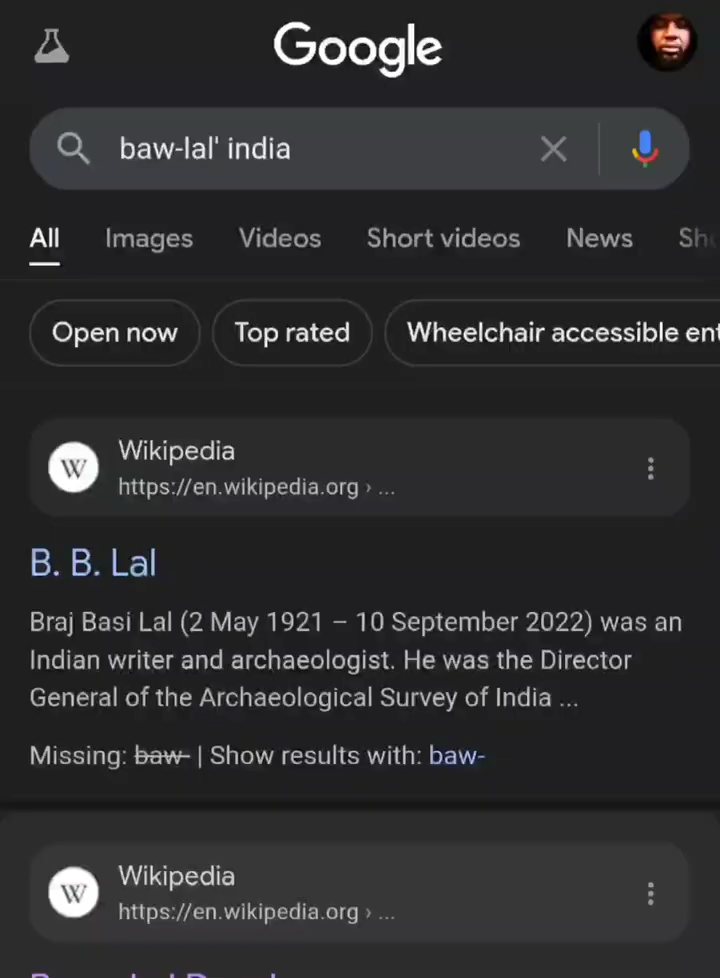 Google
baw-lal' india
All Images Videos Short videos News
Open now Top rated Wheelchair accessible
Wikipedia
https://en.wikipedia.org › ...
B. B. Lal
Braj Basi Lal (2 May 1921 – 10 September 2022) was an
Indian writer and archaeologist. He was the Director
General of the Archaeological Survey of India ...
Missing: baw- | Show results with: baw-
Wikipedia
https://en.wikipedia.org › ...